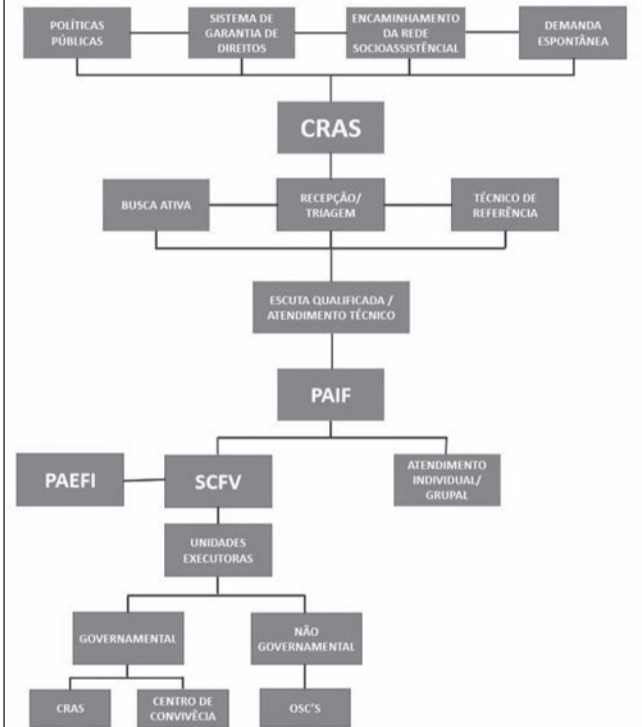 POLÍTICAS
PÚBLICAS
SISTEMA DE
GARANTIA DE
DIREITOS
ENCAMINHAMENTO
DA REDE
SOCIOASSISTÊNCIAL
DEMANDA
ESPONTÂNEA
CRAS
BUSCA ATIVA
RECEPÇÃO/
TRIAGEM
TÉCNICO DE
REFERÊNCIA
ESCUTA QUALIFICADA /
ATENDIMENTO TÉCNICO
PAIF
PAEFI
SCFV
ATENDIMENTO
INDIVIDUAL/
GRUPAL
UNIDADES
EXECUTORAS
GOVERNAMENTAL
NÃO
GOVERNAMENTAL
CRAS
CENTRO DE
CONVIVÊCIA
OSC'S